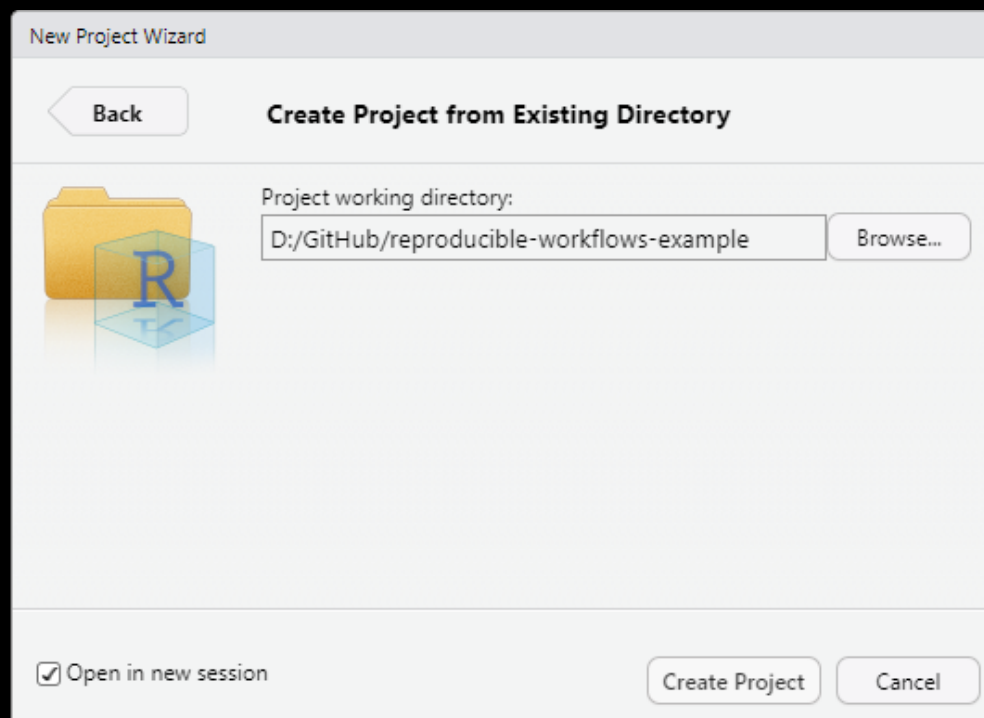 New Project Wizard
Back
Create Project from Existing Directory
Project working directory:
D:/GitHub/reproducible-workflows-example
Browse...
R
Open in new session
Create Project
Cancel